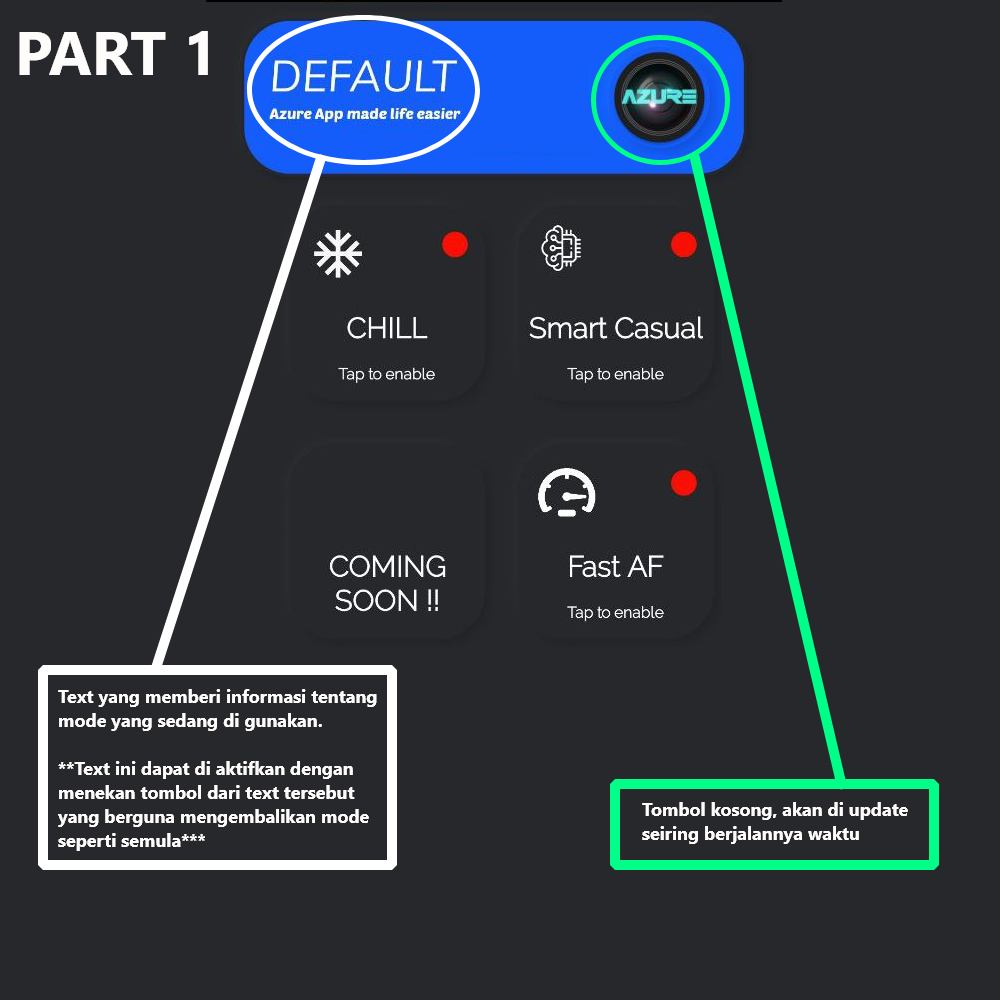 PART 1
DEFAULT
Azure App made life easier
AZURE
CHILL
Tap to enable
Smart Casual
Tap to enable
COMING
SOON !!
Fast AF
Tap to enable
Text yang memberi informasi tentang
mode yang sedang di gunakan.
**Text ini dapat di aktifkan dengan
menekan tombol dari text tersebut
yang berguna mengembalikan mode
seperti semula***
Tombol kosong, akan di update
seiring berjalannya waktu